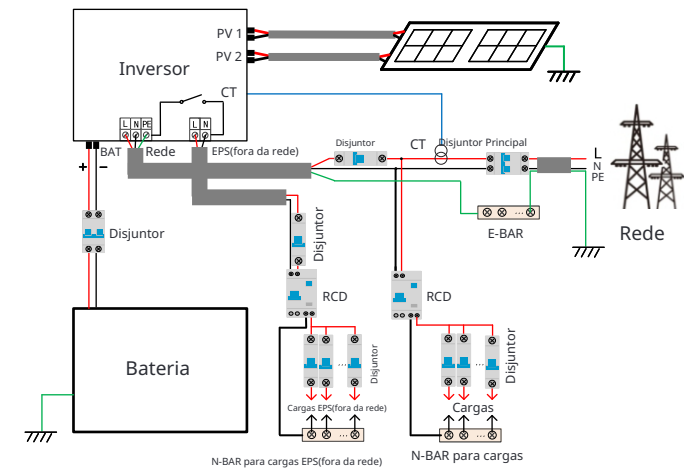 PV 1
PV 2
Inversor
CT
L N PE
L N
+
BAT
−
Rede
EPS(fora da rede)
Disjuntor
CT
Disjuntor Principal
L
N
PE
Rede
E-BAR
Disjuntor
Disjuntor
RCD
RCD
Bateria
Disjuntor
Disjuntor
Cargas EPS(fora da rede)
Cargas
N-BAR para cargas EPS(fora da rede)
N-BAR para cargas